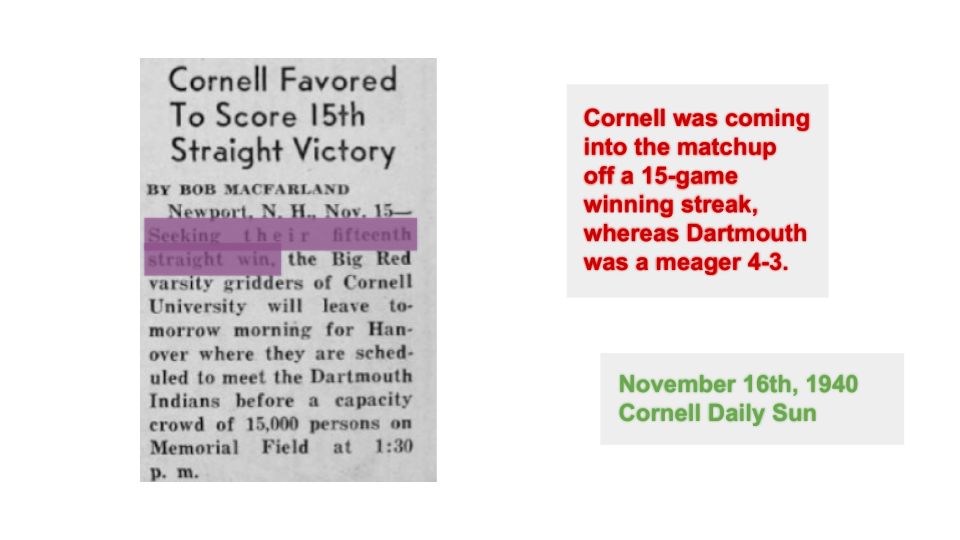 Cornell Favored
To Score 15th
Straight Victory
BY BOB MACFARLAND
Newport, N. H., Nov. 15—
Seeking their fifteenth
straight win, the Big Red
varsity gridders of Cornell
University will leave to-
morrow morning for Han-
over where they are sched-
uled to meet the Dartmouth
Indians before a capacity
crowd of 15,000 persons on
Memorial Field at 1:30
p. m.
Cornell was coming
into the matchup
off a 15-game
winning streak,
whereas Dartmouth
was a meager 4-3.
November 16th, 1940
Cornell Daily Sun